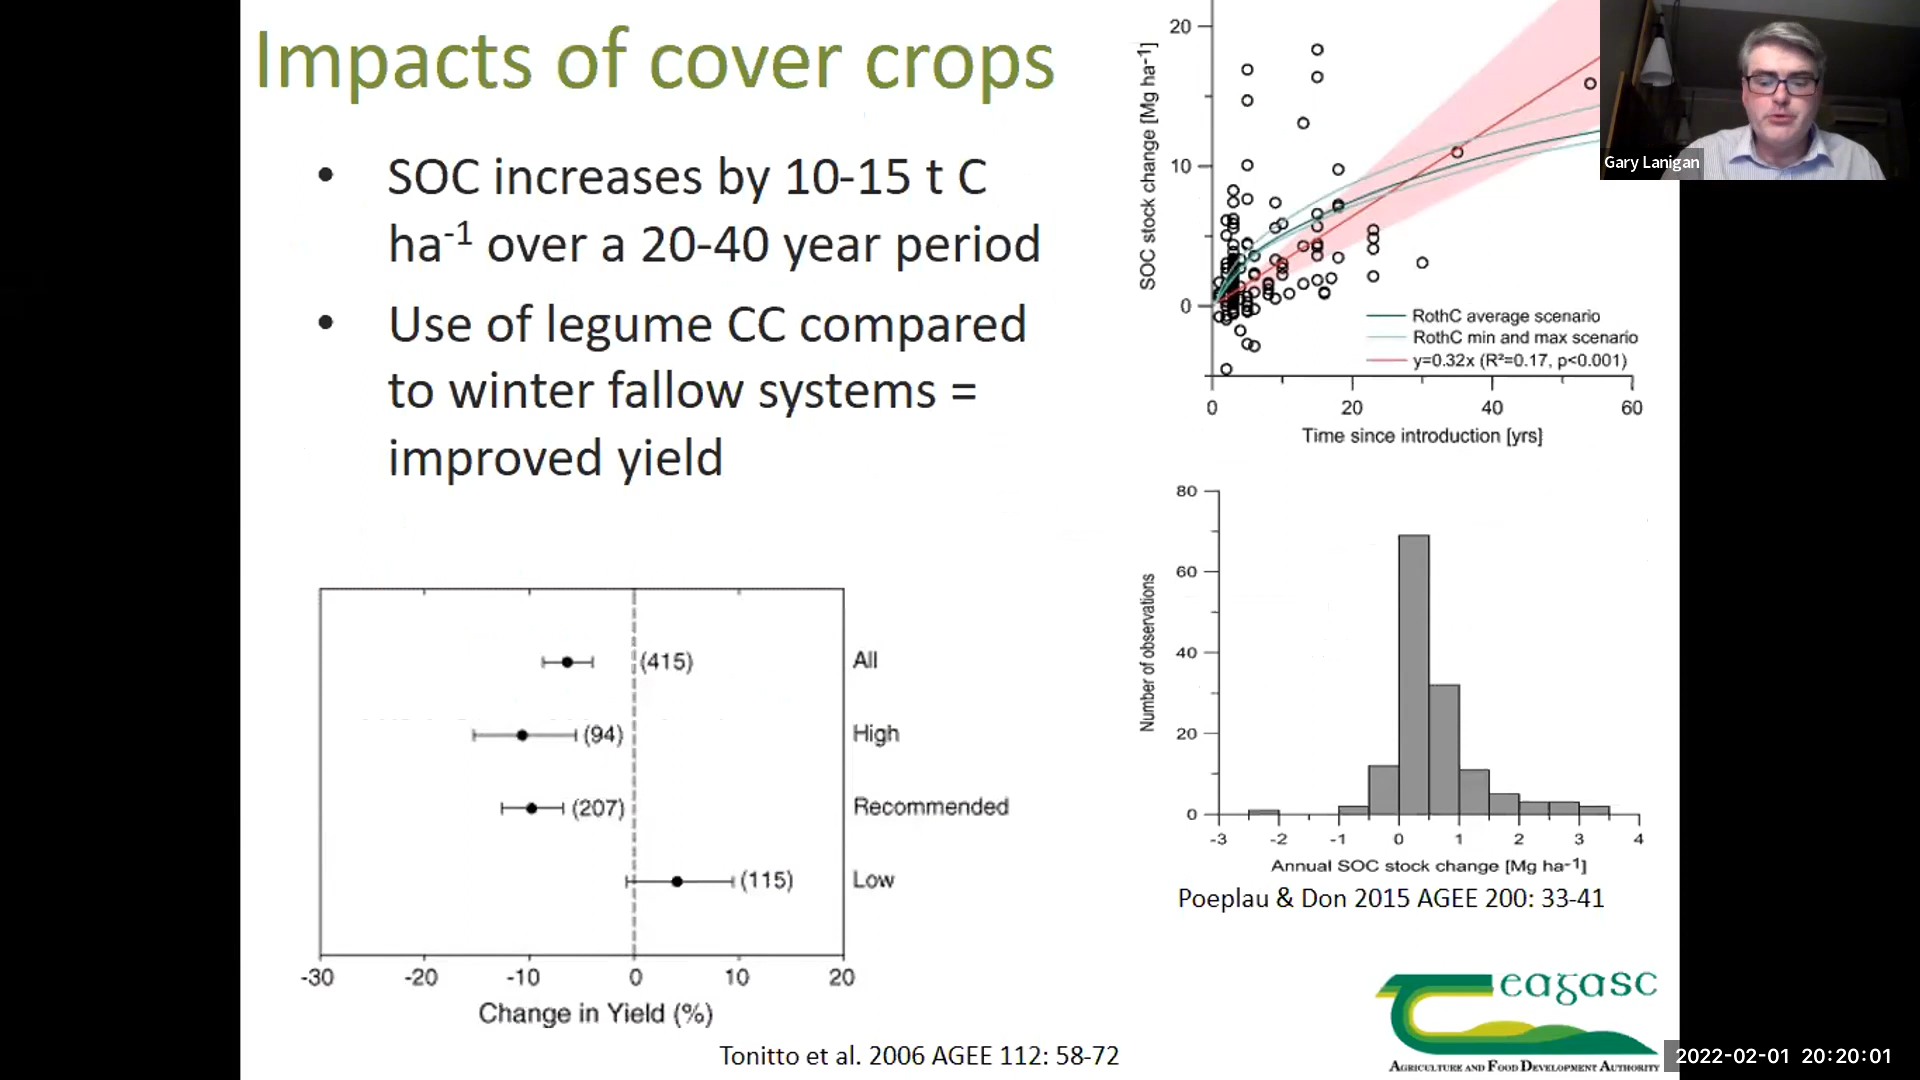 Impacts of cover crops
• SOC increases by 10-15 t C
ha-1 over a 20-40 year period
• Use of legume CC compared
to winter fallow systems =
improved yield
(415)
All
(94)
High
(207)
Recommended
(115)
Low
-30 -20 -10 0 10 20
Change in Yield (%)
Tonitto et al. 2006 AGEE 112: 58-72
SOC stock change [Mg ha-1]
20
10
0
RothC average scenario
RothC min and max scenario
y=0.32x (R²=0.17, p<0.001)
0 20 40 60
Time since introduction [yrs]
Number of observations
80
60
40
20
0
-3 -2 -1 0 1 2 3 4
Annual SOC stock change [Mg ha-1]
Poeplau & Don 2015 AGEE 200: 33-41
Teagasc
AGRICULTURE AND FOOD DEVELOPMENT AUTHORITY
Gary Lanigan
2022-02-01 20:20:01